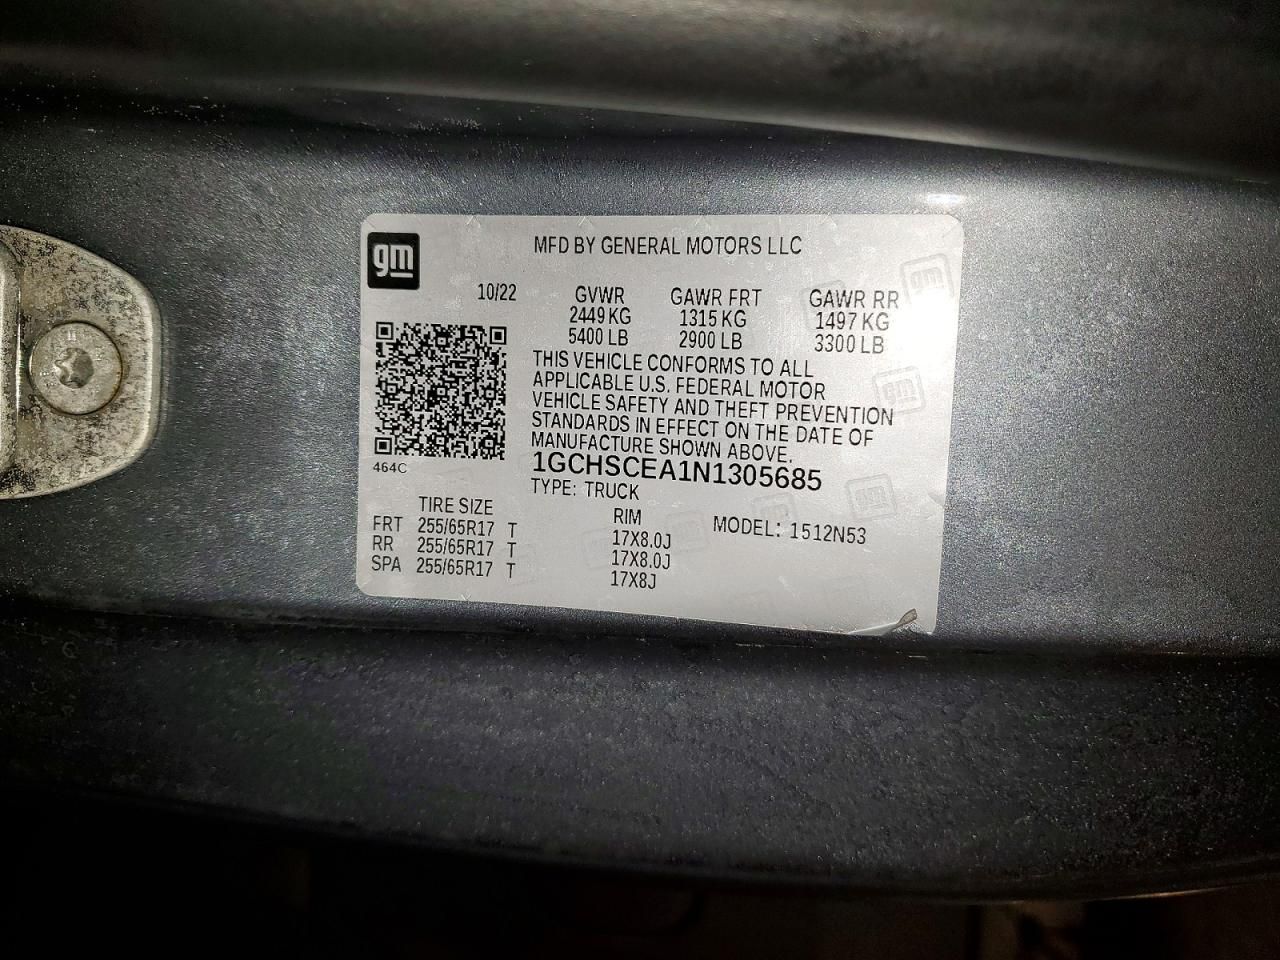 gm
MFD BY GENERAL MOTORS LLC
10/22 GVWR GAWR FRT GAWR RR
2449 KG 1315 KG 1497 KG
5400 LB 2900 LB 3300 LB
THIS VEHICLE CONFORMS TO ALL
APPLICABLE U.S. FEDERAL MOTOR
VEHICLE SAFETY AND THEFT PREVENTION
STANDARDS IN EFFECT ON THE DATE OF
MANUFACTURE SHOWN ABOVE.
464C
1GCHSCEA1N1305685
TYPE: TRUCK
TIRE SIZE RIM MODEL: 1512N53
FRT 255/65R17 T 17X8.0J
RR 255/65R17 T 17X8.0J
SPA 255/65R17 T 17X8J